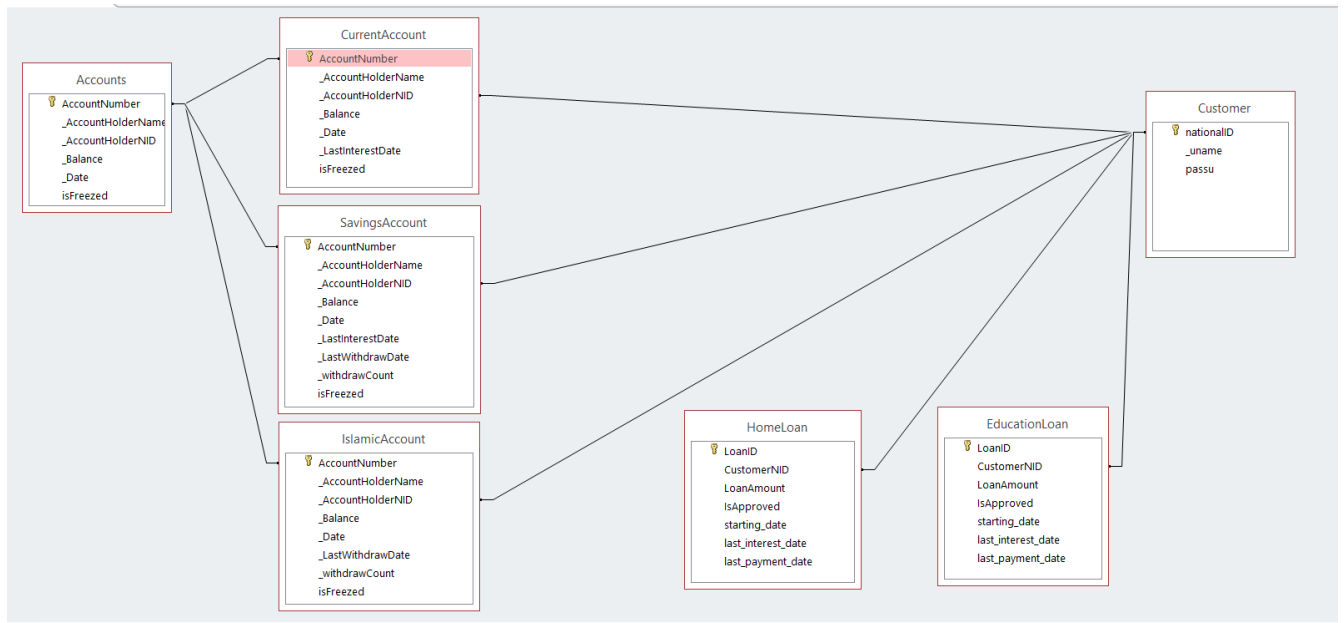 Accounts
AccountNumber
_AccountHolderName
_AccountHolderNID
_Balance
_Date
isFreezed
CurrentAccount
AccountNumber
_AccountHolderName
_AccountHolderNID
_Balance
_Date
_LastInterestDate
isFreezed
SavingsAccount
AccountNumber
_AccountHolderName
_AccountHolderNID
_Balance
_Date
_LastInterestDate
_LastWithdrawDate
_withdrawCount
isFreezed
IslamicAccount
AccountNumber
_AccountHolderName
_AccountHolderNID
_Balance
_Date
_LastWithdrawDate
_withdrawCount
isFreezed
HomeLoan
LoanID
CustomerNID
LoanAmount
IsApproved
starting_date
last_interest_date
last_payment_date
EducationLoan
LoanID
CustomerNID
LoanAmount
IsApproved
starting_date
last_interest_date
last_payment_date
Customer
nationalID
_uname
passu